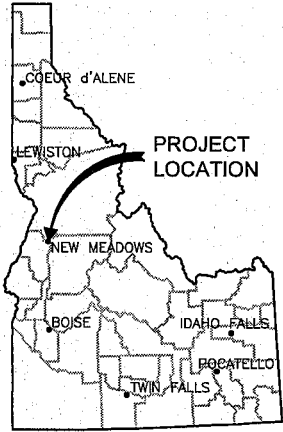 COEUR d'ALENE
LEWISTON
PROJECT
LOCATION
NEW MEADOWS
BOISE
IDAHO FALLS
POCATELLO
TWIN FALLS